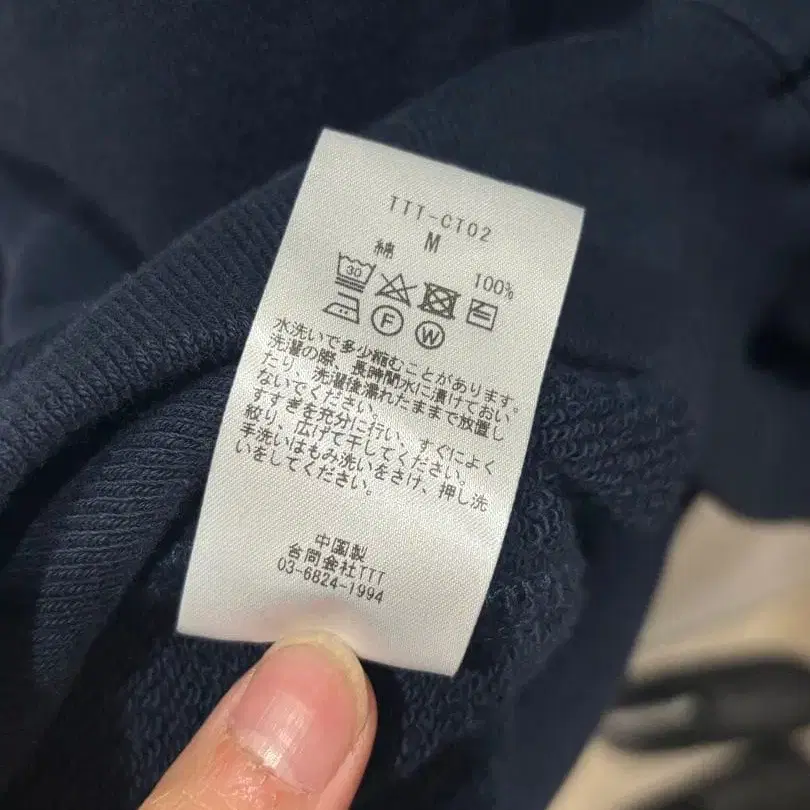 TTT-CT02
M
綿 100%
30
F W
水洗いで多少縮むことがあります。
洗濯の際、長時間水に漬けておい
たり、洗濯後濡れたままで放置し
ないでください。
すすぎを充分に行い、すぐによく
絞り、広げて干してください。
手洗いはもみ洗いをさけ、押し洗
いをしてください。
中国製
合同会社TTT
03-6824-1994